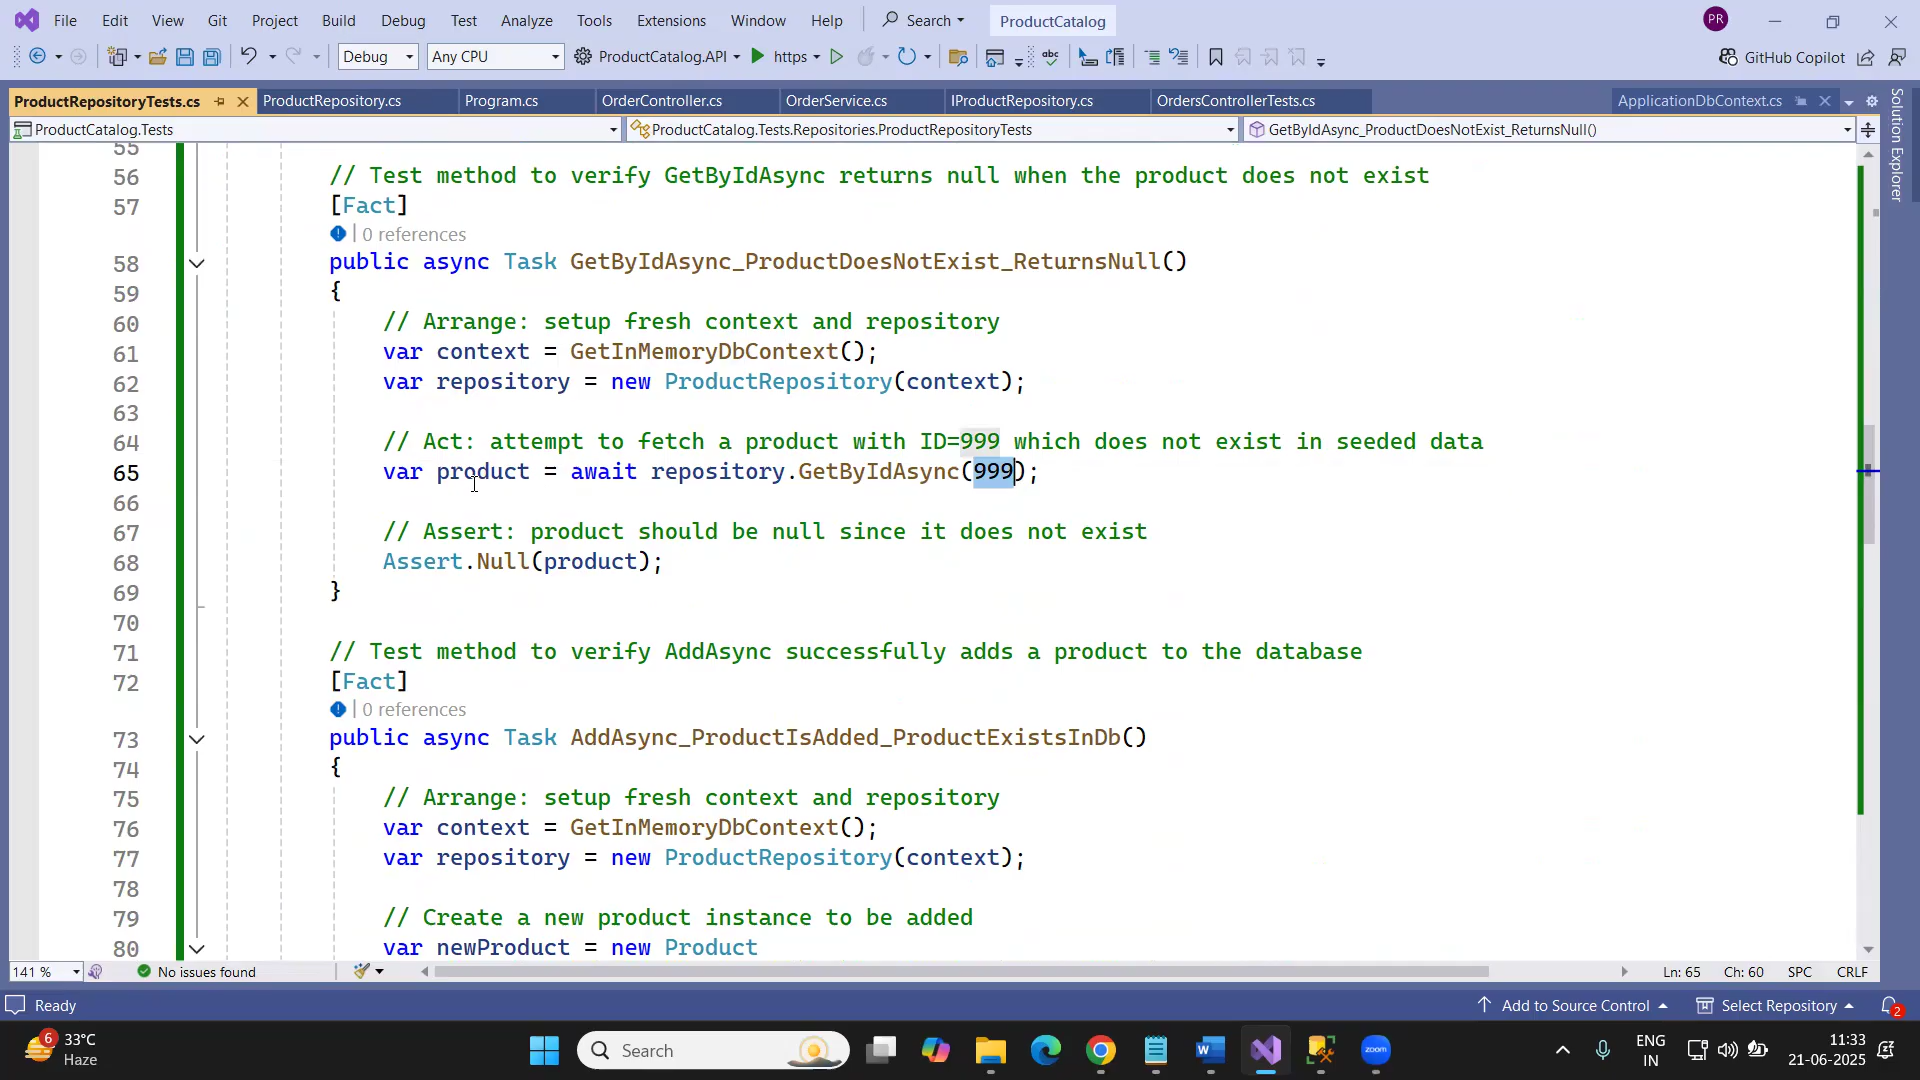 File Edit View Git Project Build Debug Test Analyze Tools Extensions Window Help Search ProductCatalog PR
Debug Any CPU ProductCatalog.API https abc GitHub Copilot
ProductRepositoryTests.cs ProductRepository.cs Program.cs OrderController.cs OrderService.cs IProductRepository.cs OrdersControllerTests.cs ApplicationDbContext.cs
ProductCatalog.Tests ProductCatalog.Tests.Repositories.ProductRepositoryTests GetByIdAsync_ProductDoesNotExist_ReturnsNull()
Solution Explorer
55
56 // Test method to verify GetByIdAsync returns null when the product does not exist
57 [Fact]
0 references
58 public async Task GetByIdAsync_ProductDoesNotExist_ReturnsNull()
59 {
60 // Arrange: setup fresh context and repository
61 var context = GetInMemoryDbContext();
62 var repository = new ProductRepository(context);
63
64 // Act: attempt to fetch a product with ID=999 which does not exist in seeded data
65 var product = await repository.GetByIdAsync(999);
66
67 // Assert: product should be null since it does not exist
68 Assert.Null(product);
69 }
70
71 // Test method to verify AddAsync successfully adds a product to the database
72 [Fact]
0 references
73 public async Task AddAsync_ProductIsAdded_ProductExistsInDb()
74 {
75 // Arrange: setup fresh context and repository
76 var context = GetInMemoryDbContext();
77 var repository = new ProductRepository(context);
78
79 // Create a new product instance to be added
80 var newProduct = new Product
141 % No issues found Ln: 65 Ch: 60 SPC CRLF
Ready Add to Source Control Select Repository 2
6 33°C
Haze
Search
zoom
ENG
IN
11:33
21-06-2025